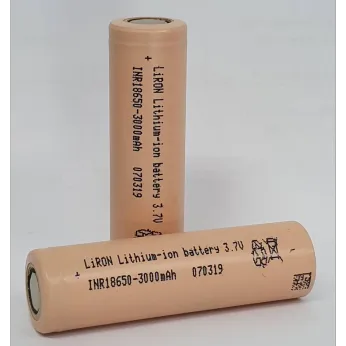 + LiRON Lithium-ion battery 3.7V
INR18650-3000mAh 070319
+ LiRON Lithium-ion battery 3.7V
INR18650-3000mAh 070319